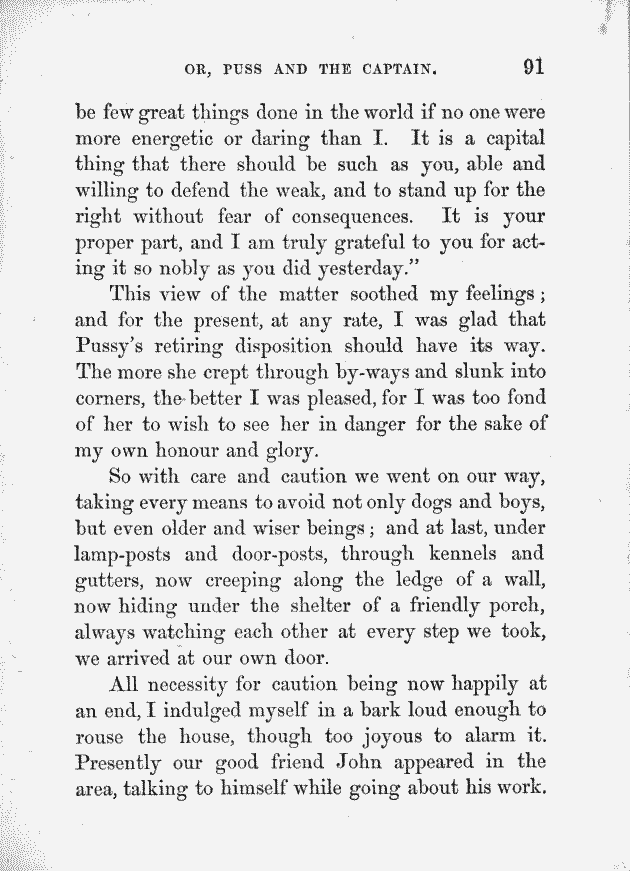 OR, PUSS AND THE CAPTAIN. 91
be few great things done in the world if no one were
more energetic or daring than I. It is a capital
thing that there should be such as you, able and
willing to defend the weak, and to stand up for the
right without fear of consequences. It is your
proper part, and I am truly grateful to you for act-
ing it so nobly as you did yesterday.”
This view of the matter soothed my feelings ;
and for the present, at any rate, I was glad that
Pussy’s retiring disposition should have its way.
The more she crept through by-ways and slunk into
corners, the better I was pleased, for I was too fond
of her to wish to see her in danger for the sake of
my own honour and glory.
So with care and caution we went on our way,
taking every means to avoid not only dogs and boys,
but even older and wiser beings ; and at last, under
lamp-posts and door-posts, through kennels and
gutters, now creeping along the ledge of a wall,
now hiding under the shelter of a friendly porch,
always watching each other at every step we took,
we arrived at our own door.
All necessity for caution being now happily at
an end, I indulged myself in a bark loud enough to
rouse the house, though too joyous to alarm it.
Presently our good friend John appeared in the
area, talking to himself while going about his work.